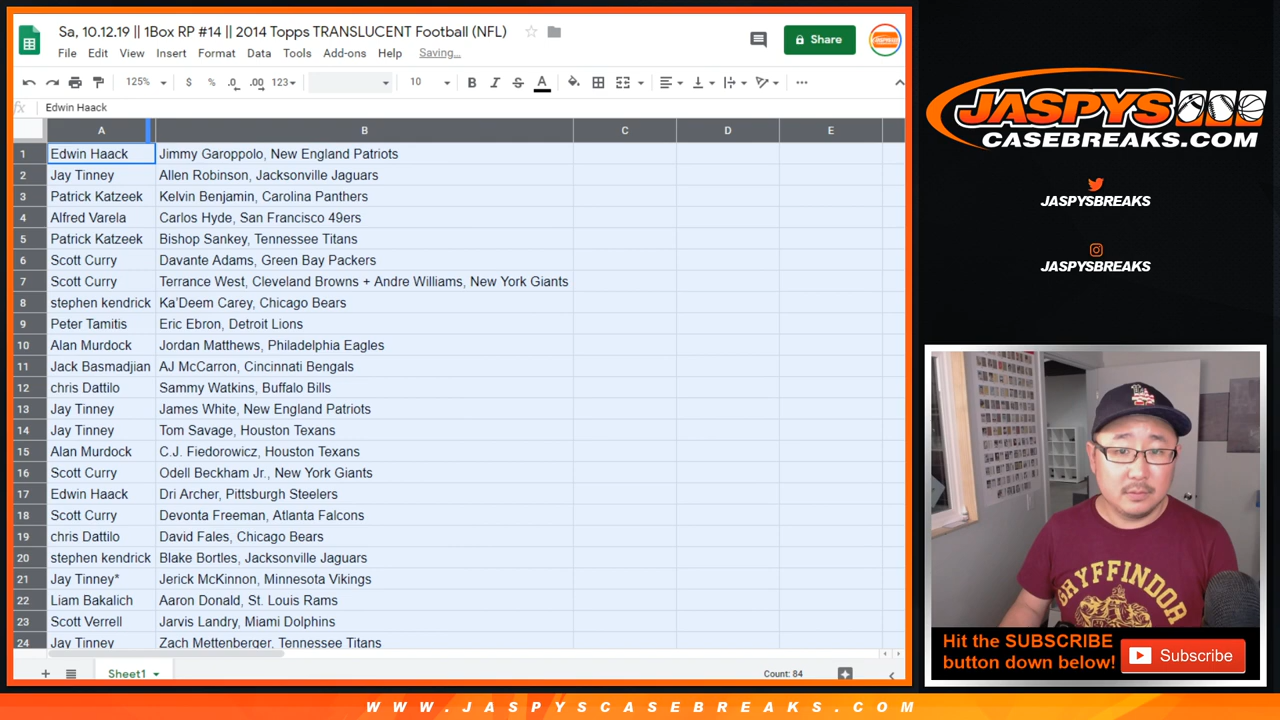 Sa, 10.12.19 || 1Box RP #14 || 2014 Topps TRANSLUCENT Football (NFL)
File Edit View Insert Format Data Tools Add-ons Help Saving...
Share
125% $ % .0 .00 123 10 B I S A
fx Edwin Haack
A B C D E
1 Edwin Haack Jimmy Garoppolo, New England Patriots
2 Jay Tinney Allen Robinson, Jacksonville Jaguars
3 Patrick Katzeek Kelvin Benjamin, Carolina Panthers
4 Alfred Varela Carlos Hyde, San Francisco 49ers
5 Patrick Katzeek Bishop Sankey, Tennessee Titans
6 Scott Curry Davante Adams, Green Bay Packers
7 Scott Curry Terrance West, Cleveland Browns + Andre Williams, New York Giants
8 stephen kendrick Ka'Deem Carey, Chicago Bears
9 Peter Tamitis Eric Ebron, Detroit Lions
10 Alan Murdock Jordan Matthews, Philadelphia Eagles
11 Jack Basmadjian AJ McCarron, Cincinnati Bengals
12 chris Dattilo Sammy Watkins, Buffalo Bills
13 Jay Tinney James White, New England Patriots
14 Jay Tinney Tom Savage, Houston Texans
15 Alan Murdock C.J. Fiedorowicz, Houston Texans
16 Scott Curry Odell Beckham Jr., New York Giants
17 Edwin Haack Dri Archer, Pittsburgh Steelers
18 Scott Curry Devonta Freeman, Atlanta Falcons
19 chris Dattilo David Fales, Chicago Bears
20 stephen kendrick Blake Bortles, Jacksonville Jaguars
21 Jay Tinney* Jerick McKinnon, Minnesota Vikings
22 Liam Bakalich Aaron Donald, St. Louis Rams
23 Scott Verrell Jarvis Landry, Miami Dolphins
24 Jay Tinney Zach Mettenberger, Tennessee Titans
Sheet1
Count: 84
JASPYS
CASEBREAKS.COM
JASPYSBREAKS
JASPYSBREAKS
GRYFFINDOR
Hit the SUBSCRIBE
button down below!
Subscribe
WWW.JASPYSCASEBREAKS.COM